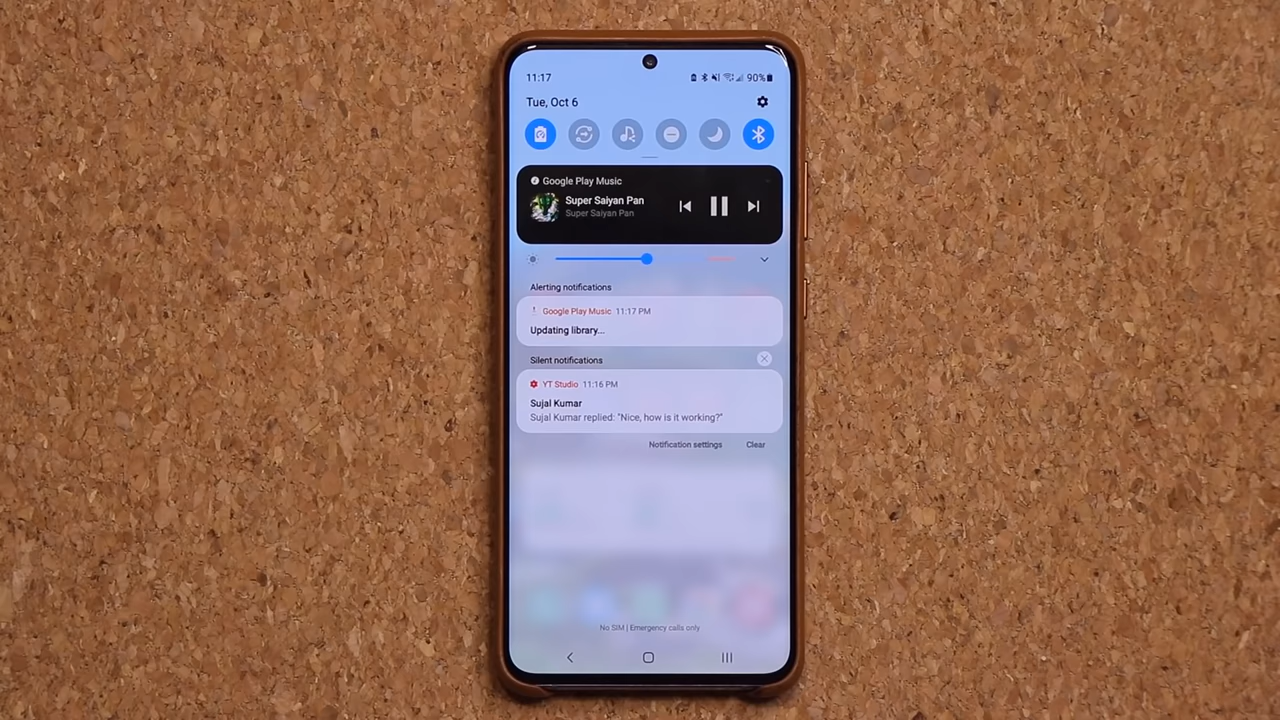 11:17
90%
Tue, Oct 6
Google Play Music
Super Saiyan Pan
Super Saiyan Pan
Alerting notifications
Google Play Music 11:17 PM
Updating library...
Silent notifications
YT Studio 11:16 PM
Sujal Kumar
Sujal Kumar replied: "Nice, how is it working?"
Notification settings Clear
No SIM | Emergency calls only